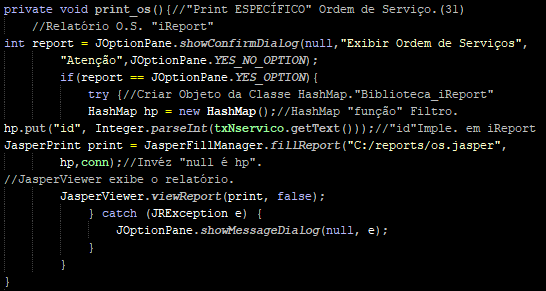 private void print_os(){//"Print ESPECÍFICO" Ordem de Serviço.(31)
//Relatório O.S. "iReport"
int report = JOptionPane.showConfirmDialog(null,"Exibir Ordem de Serviços",
"Atenção",JOptionPane.YES_NO_OPTION);
if(report == JOptionPane.YES_OPTION){
try {//Criar Objeto da Classe HashMap."Biblioteca_iReport"
HashMap hp = new HashMap();//HashMap "função" Filtro.
hp.put("id", Integer.parseInt(txNservico.getText()));//"id"Imple. em iReport
JasperPrint print = JasperFillManager.fillReport("C:/reports/os.jasper",
hp,conn);//Invéz "null é hp".
//JasperViewer exibe o relatório.
JasperViewer.viewReport(print, false);
} catch (JRException e) {
JOptionPane.showMessageDialog(null, e);
}
}
}